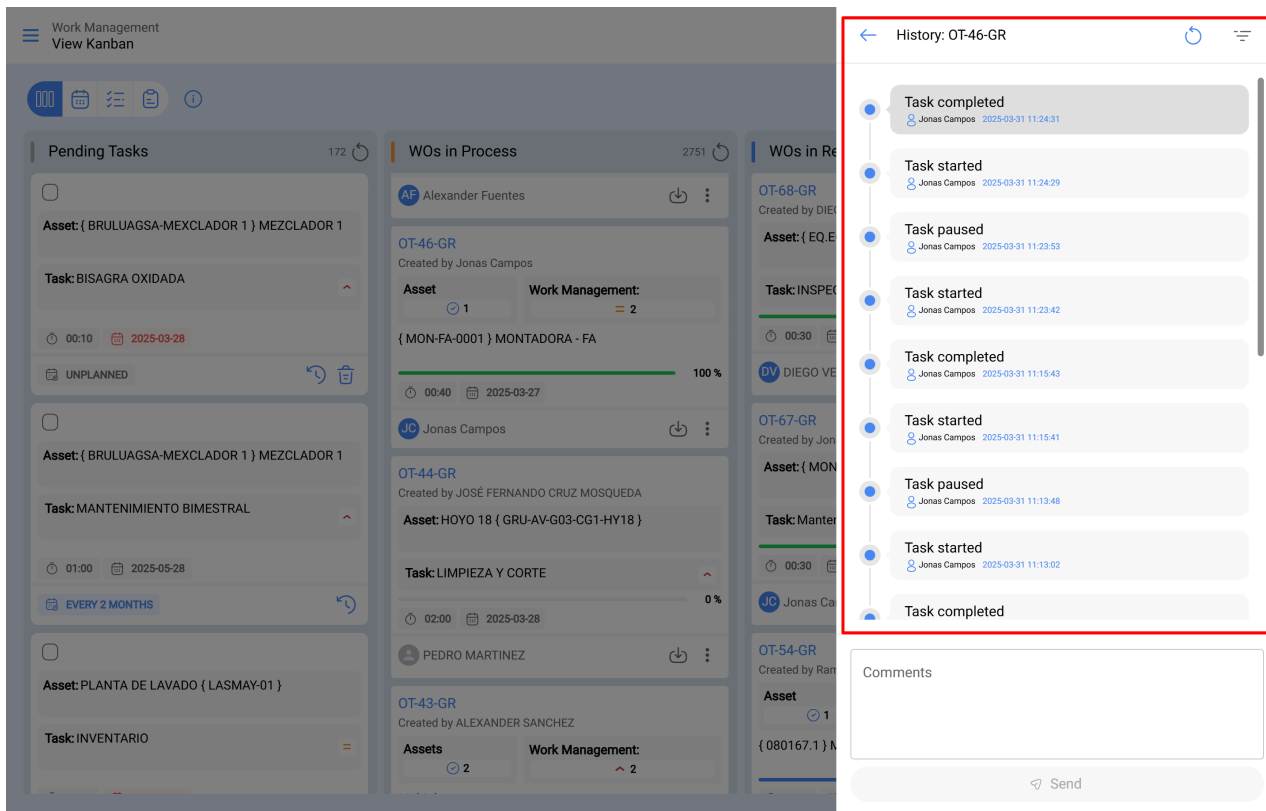 Work Management
View Kanban
Pending Tasks 172
Asset: { BRULUAGSA-MEXCLADOR 1 } MEZCLADOR 1
Task: BISAGRA OXIDADA
00:10 2025-03-28
UNPLANNED
Asset: { BRULUAGSA-MEXCLADOR 1 } MEZCLADOR 1
Task: MANTENIMIENTO BIMESTRAL
01:00 2025-05-28
EVERY 2 MONTHS
Asset: PLANTA DE LAVADO { LASMAY-01 }
Task: INVENTARIO
WOs in Process 2751
AF Alexander Fuentes
OT-46-GR
Created by Jonas Campos
Asset Work Management:
1 2
{ MON-FA-0001 } MONTADORA - FA
100 %
00:40 2025-03-27
JC Jonas Campos
OT-44-GR
Created by JOSÉ FERNANDO CRUZ MOSQUEDA
Asset: HOYO 18 { GRU-AV-G03-CG1-HY18 }
Task: LIMPIEZA Y CORTE
0 %
02:00 2025-03-28
PEDRO MARTINEZ
OT-43-GR
Created by ALEXANDER SANCHEZ
Assets Work Management:
2 2
WOs in Re
OT-68-GR
Created by DIE
Asset: { EQ.E
Task: INSPE
00:30
DV DIEGO VE
OT-67-GR
Created by Jon
Asset: { MON
Task: Manter
00:30
JC Jonas Ca
OT-54-GR
Created by Ram
Asset
1
{ 080167.1 } M
History: OT-46-GR
Task completed
Jonas Campos 2025-03-31 11:24:31
Task started
Jonas Campos 2025-03-31 11:24:29
Task paused
Jonas Campos 2025-03-31 11:23:53
Task started
Jonas Campos 2025-03-31 11:23:42
Task completed
Jonas Campos 2025-03-31 11:15:43
Task started
Jonas Campos 2025-03-31 11:15:41
Task paused
Jonas Campos 2025-03-31 11:13:48
Task started
Jonas Campos 2025-03-31 11:13:02
Task completed
Comments
Send